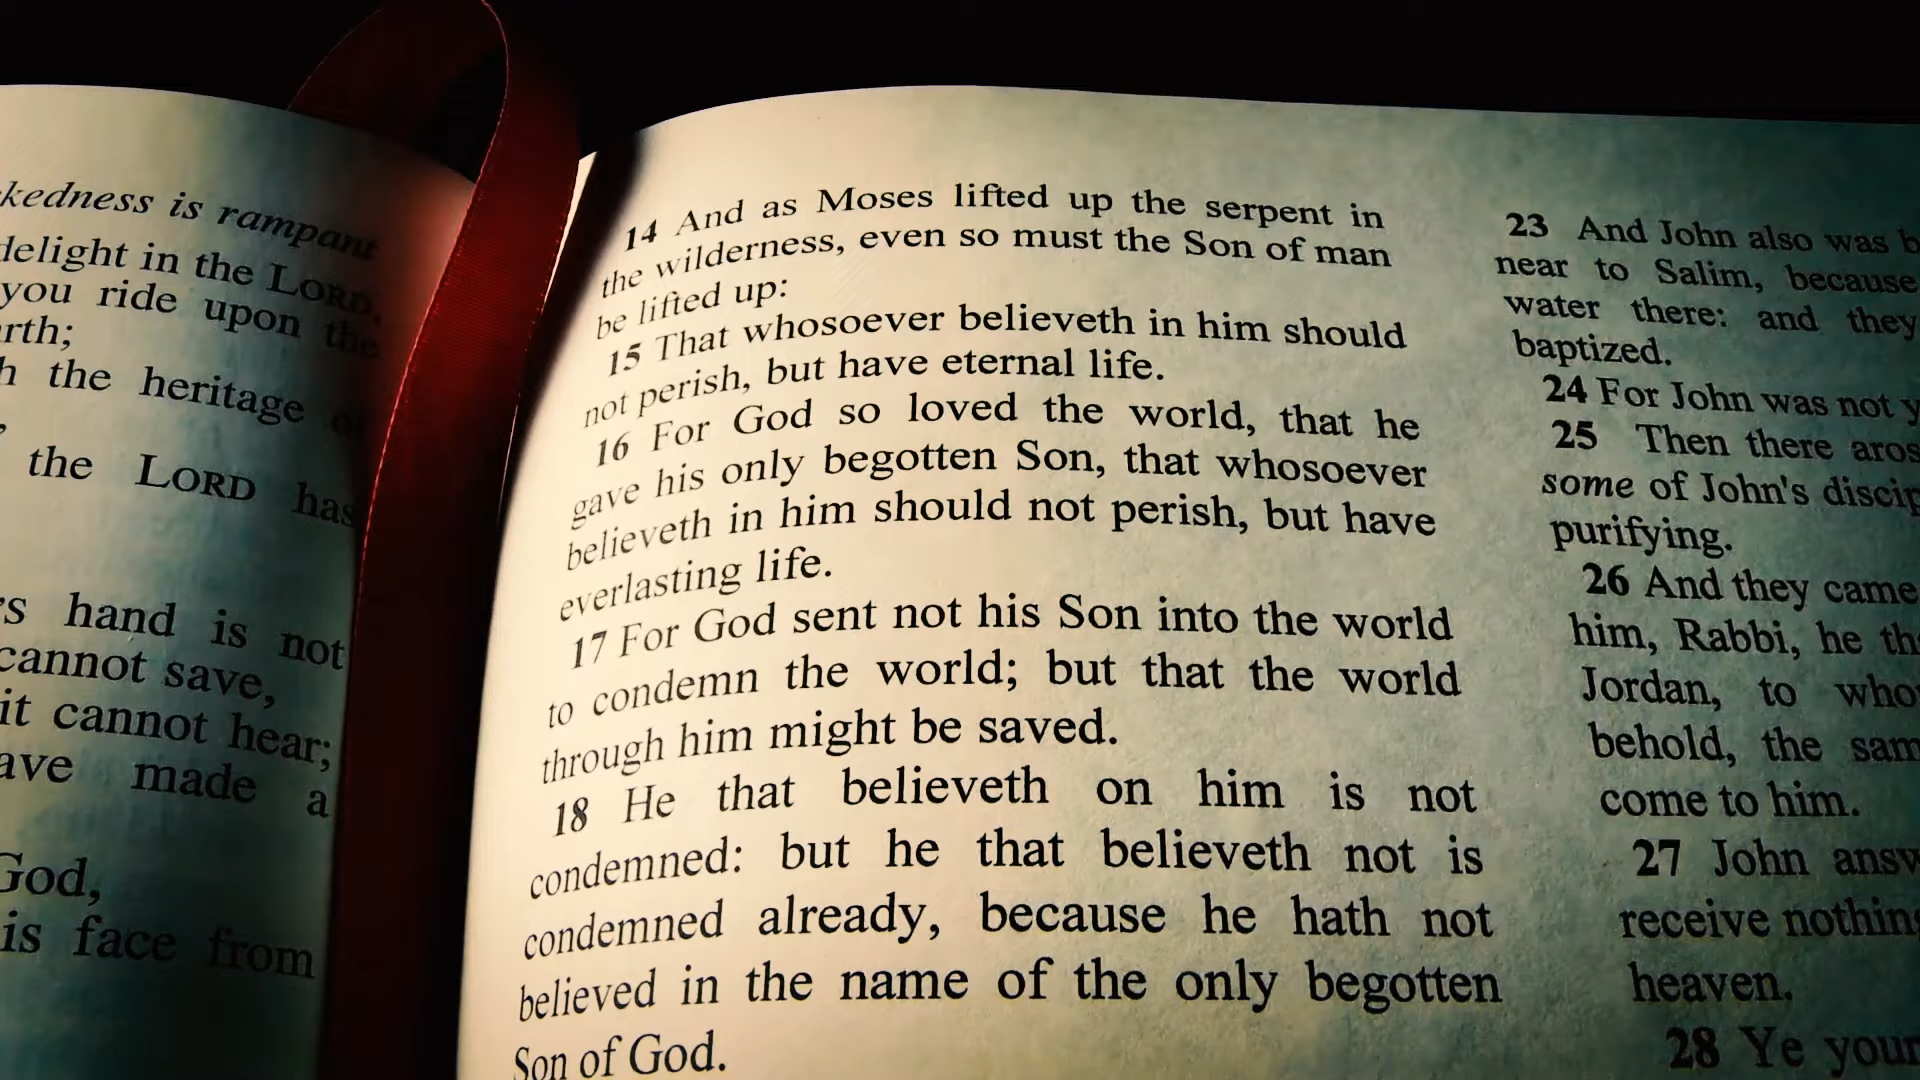 is rampant
delight in the LORD,
you ride upon the
the heritage
the LORD has
hand is not
cannot save,
it cannot hear;
made a
God,
is face from
14 And as Moses lifted up the serpent in
the wilderness, even so must the Son of man
be lifted up:
15 That whosoever believeth in him should
not perish, but have eternal life.
16 For God so loved the world, that he
gave his only begotten Son, that whosoever
believeth in him should not perish, but have
everlasting life.
17 For God sent not his Son into the world
to condemn the world; but that the world
through him might be saved.
18 He that believeth on him is not
condemned: but he that believeth not is
condemned already, because he hath not
believed in the name of the only begotten
Son of God.
23 And John also was
near to Salim, because
water there: and they
baptized.
24 For John was not
25 Then there
some of John's
purifying.
26 And they came
him, Rabbi, he
Jordan, to
behold, the
come to him.
27 John
receive
heaven.
28 Ye